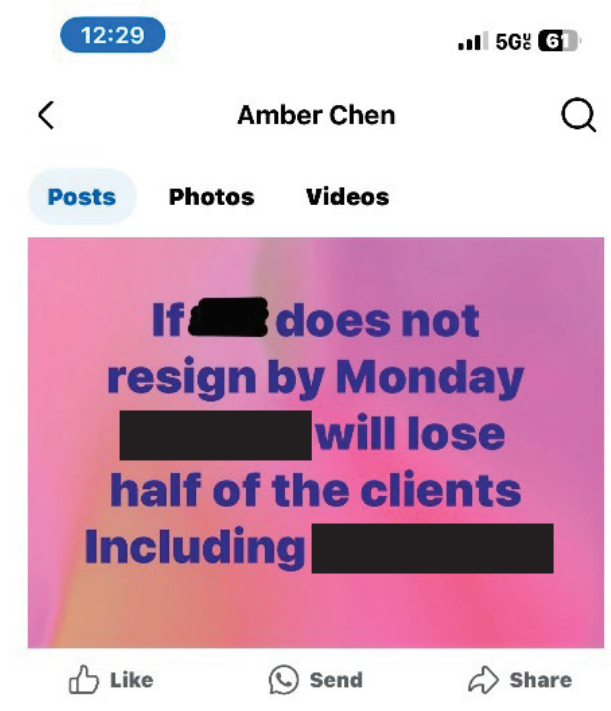 12:29
5G 61
Amber Chen
Posts Photos Videos
If does not
resign by Monday
will lose
half of the clients
Including
Like Send Share